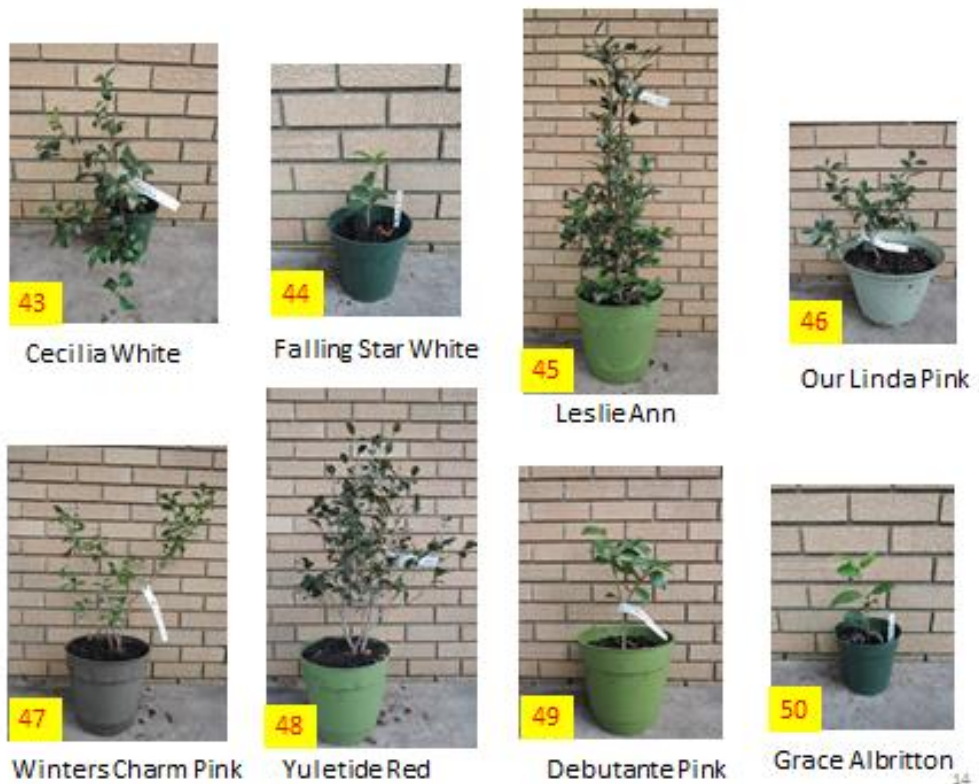 43
Cecilia White
44
Falling Star White
45
Leslie Ann
46
Our Linda Pink
47
Winters Charm Pink
48
Yuletide Red
49
Debutante Pink
50
Grace Albritton
14